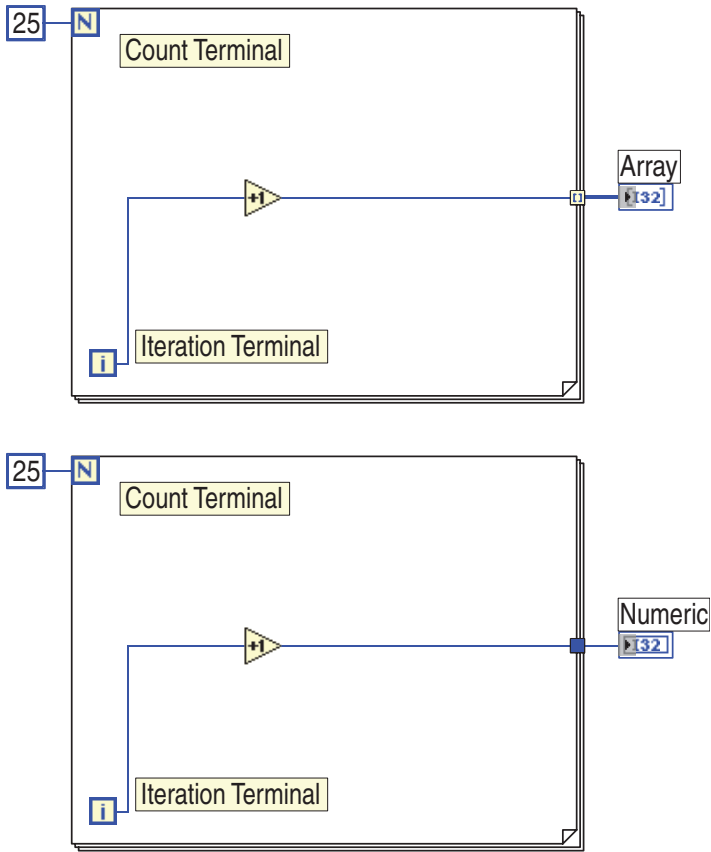 25
N
Count Terminal
Array
+1
[]
[I32]
Iteration Terminal
i
25
N
Count Terminal
Numeric
+1
I32
Iteration Terminal
i